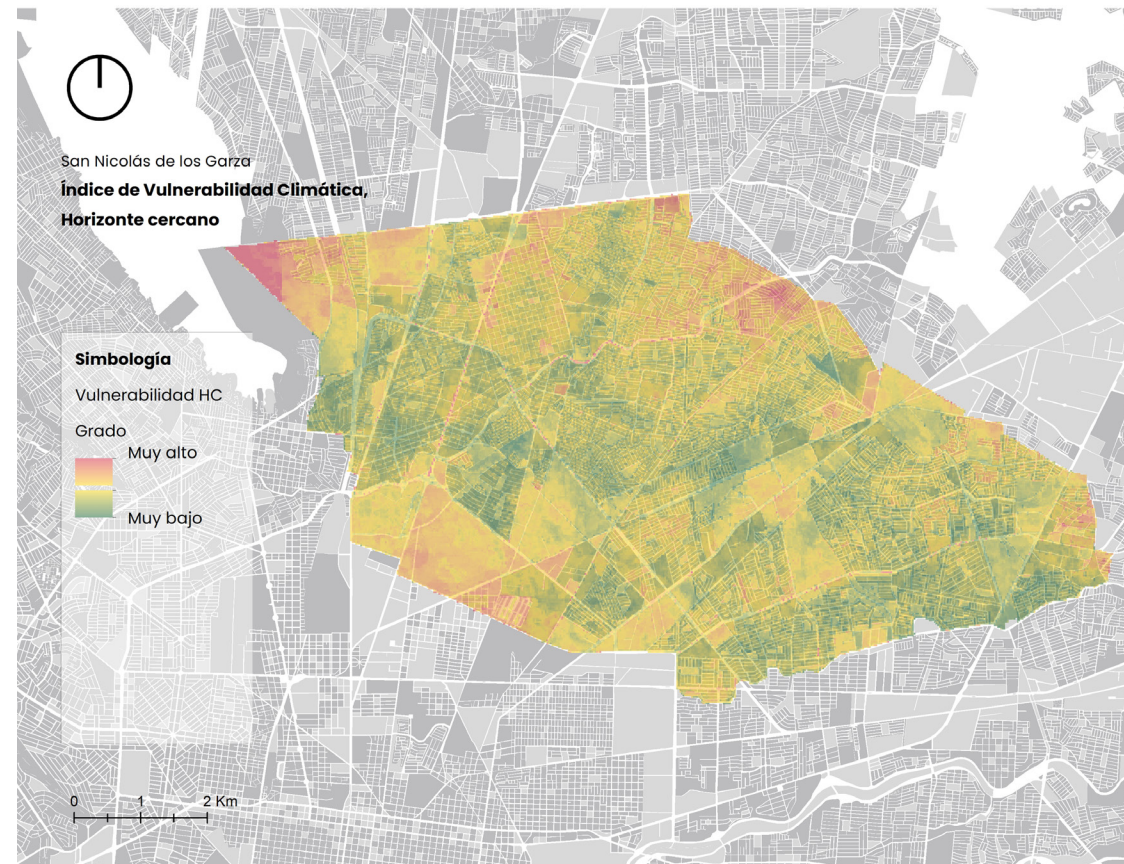 San Nicolás de los Garza
Índice de Vulnerabilidad Climática,
Horizonte cercano
Simbología
Vulnerabilidad HC
Grado
Muy alto
Muy bajo
0 1 2 Km